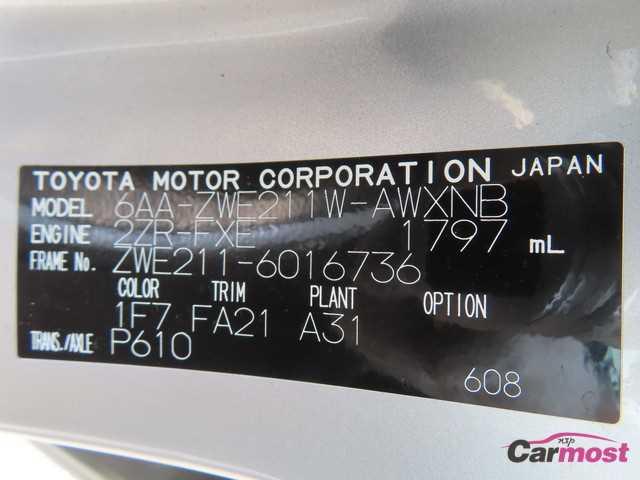 TOYOTA MOTOR CORPORATION JAPAN
MODEL 6AA-ZWE211W-AWXNB
ENGINE 2ZR-FXE 1797 mL
FRAME No. ZWE211-6016736
COLOR TRIM PLANT OPTION
1F7 FA21 A31
TRANS./AXLE P610
608
nxp
Carmost